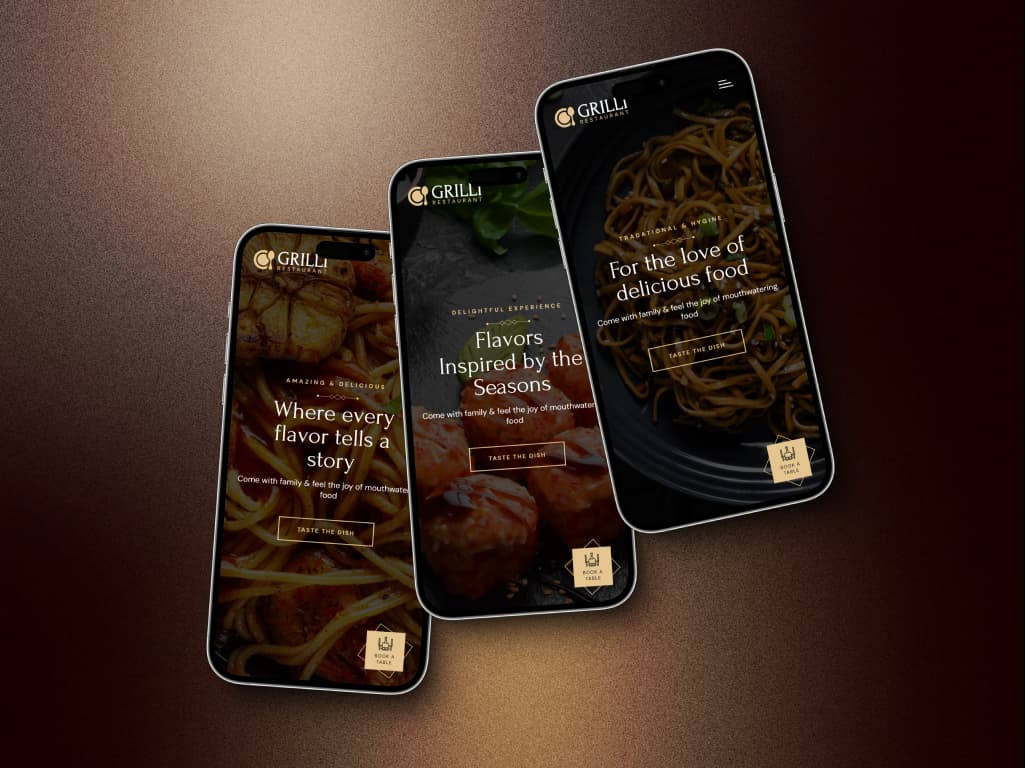 GRILLI
RESTAURANT
AMAZING & DELICIOUS
Where every
flavor tells a
story
Come with family & feel the joy of mouthwater
food
TASTE THE DISH
BOOK A
TABLE
GRILLI
RESTAURANT
DELIGHTFUL EXPERIENCE
Flavors
Inspired by the
Seasons
Come with family & feel the joy of mouthwater
food
TASTE THE DISH
BOOK A
TABLE
GRILLI
RESTAURANT
TRADATIONAL & HYGINE
For the love of
delicious food
Come with family & feel the joy of mouthwatering
food
TASTE THE DISH
BOOK A
TABLE